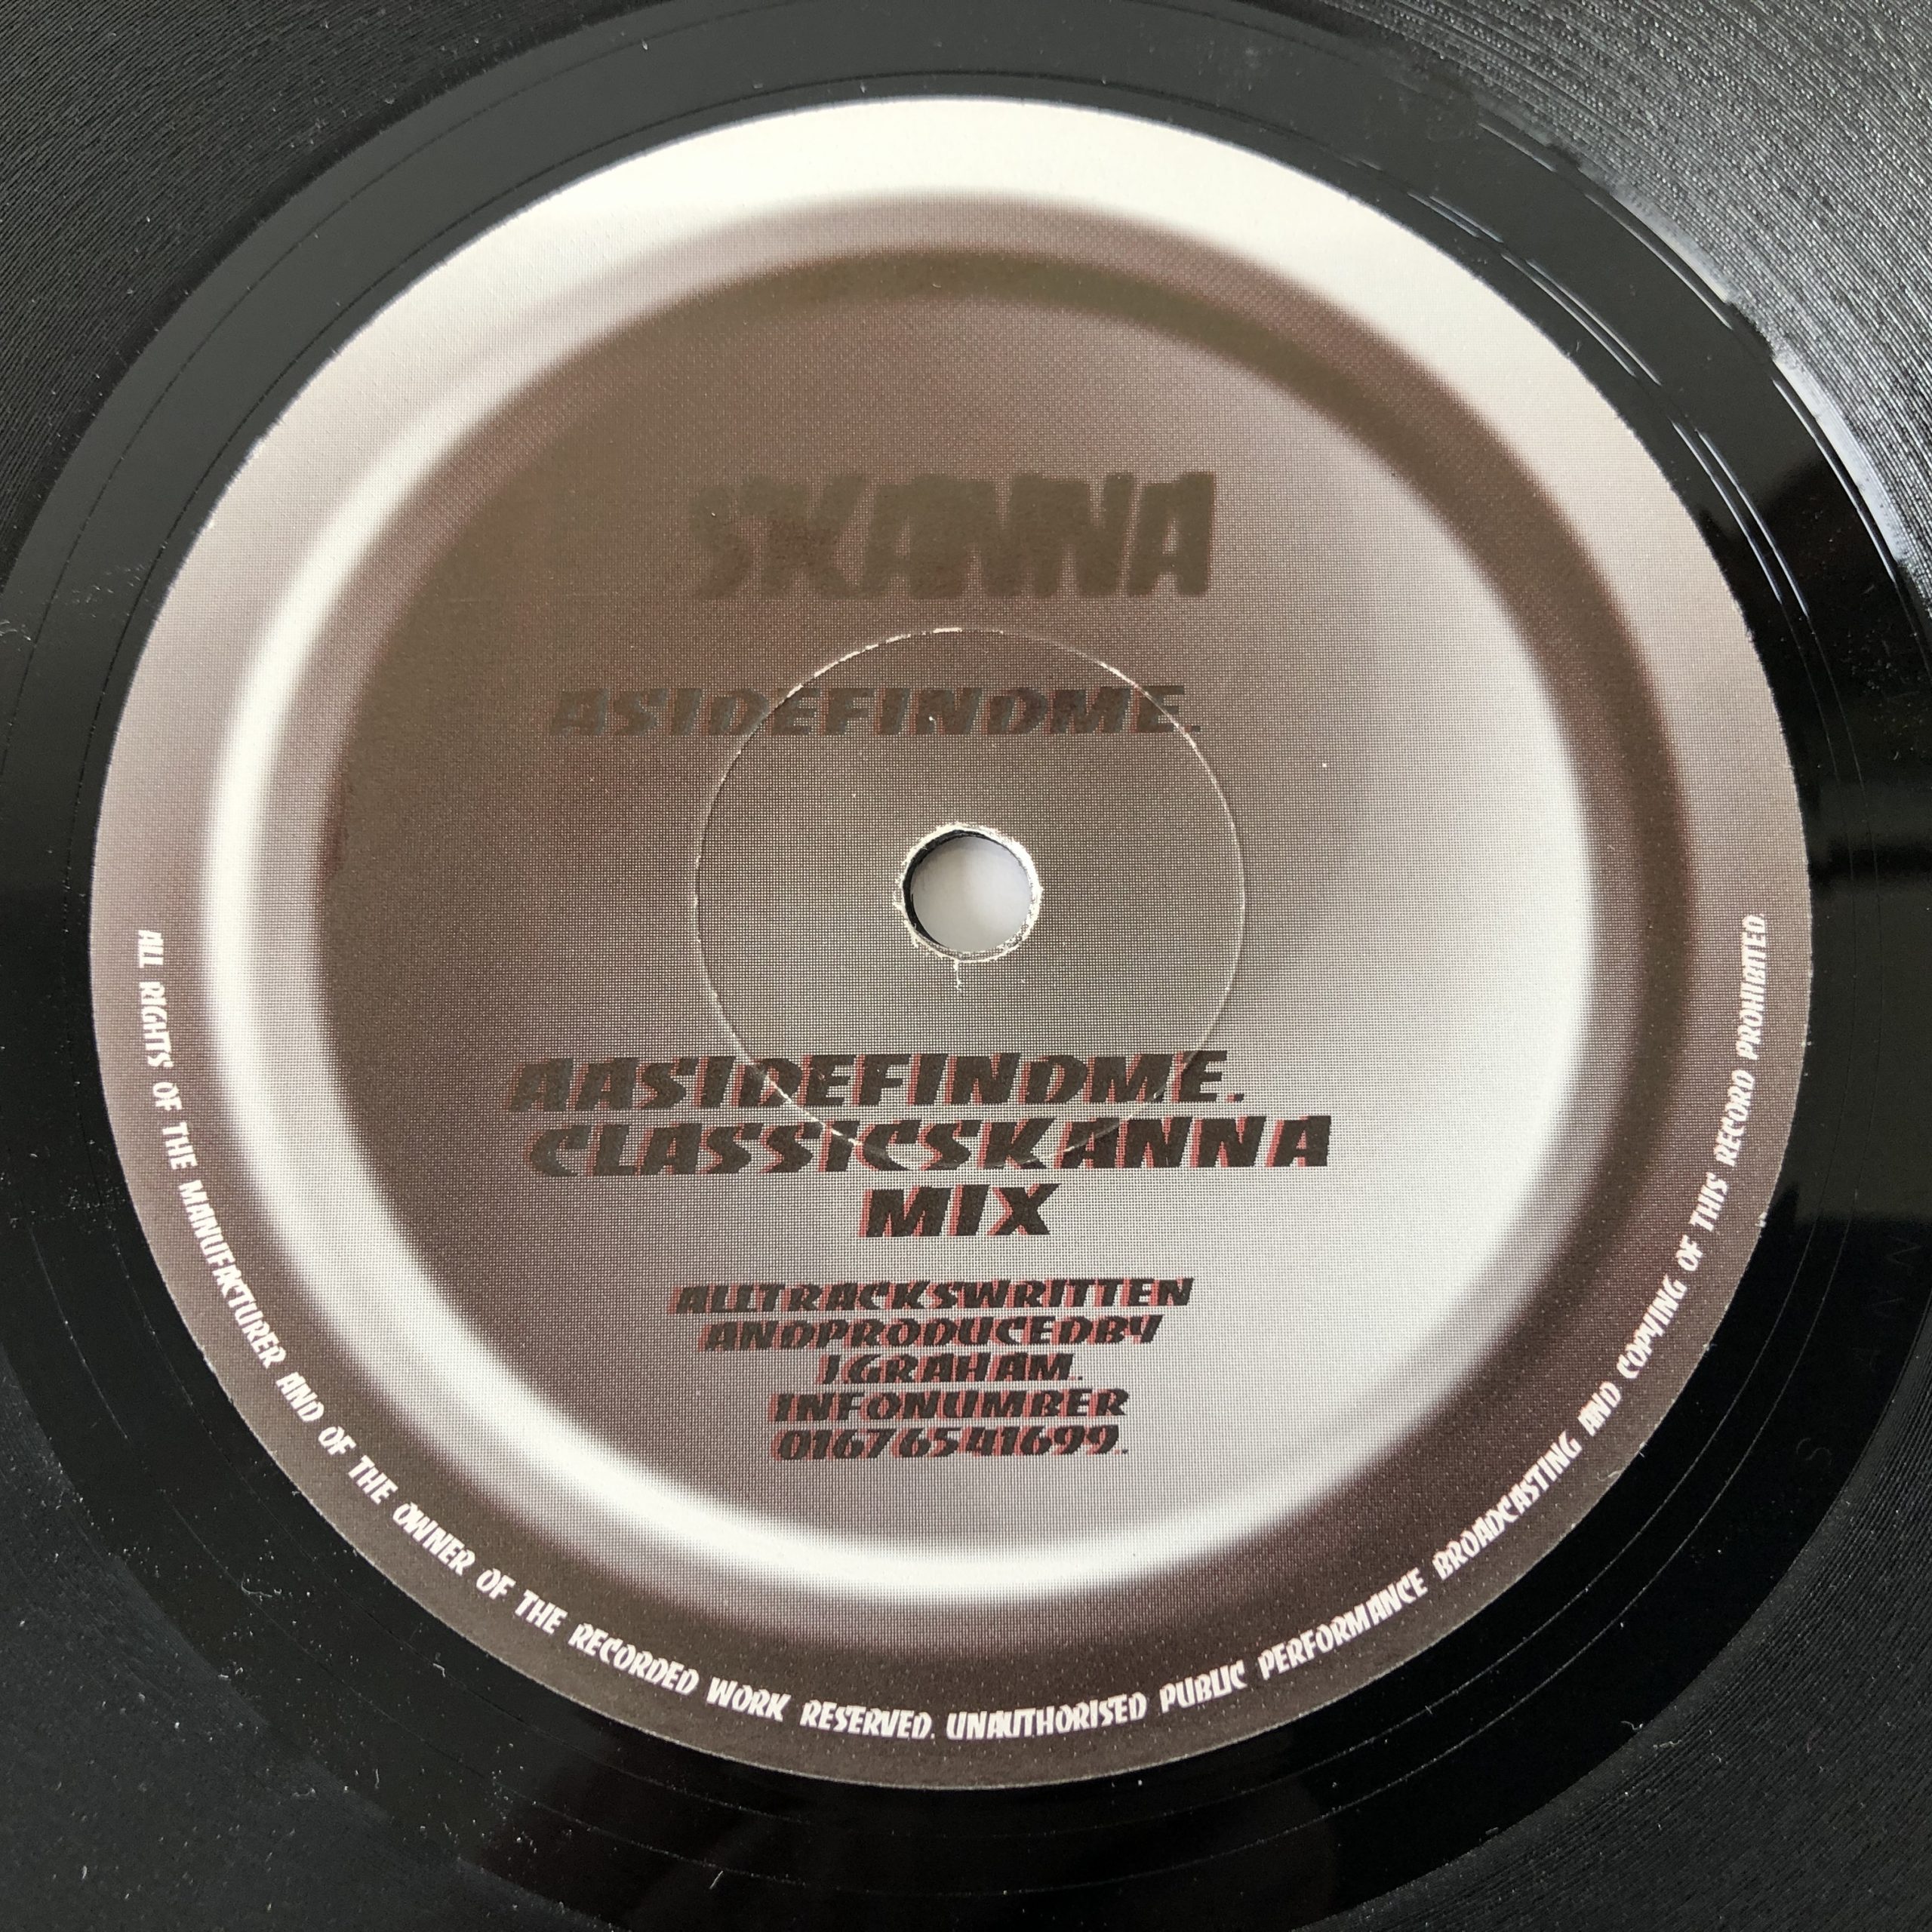 SKANNA
ASIDEFINDME.
AASIDEFINDME.
CLASSICSKANNA
MIX
ALLTRACKSWRITTEN
ANDPRODUCEDBY
J.GRAHAM.
INFONUMBER
01676541699.
ALL RIGHTS OF THE MANUFACTURER AND OF THE OWNER OF THE RECORDED WORK RESERVED. UNAUTHORISED PUBLIC PERFORMANCE BROADCASTING AND COPYING OF THIS RECORD PROHIBITED.